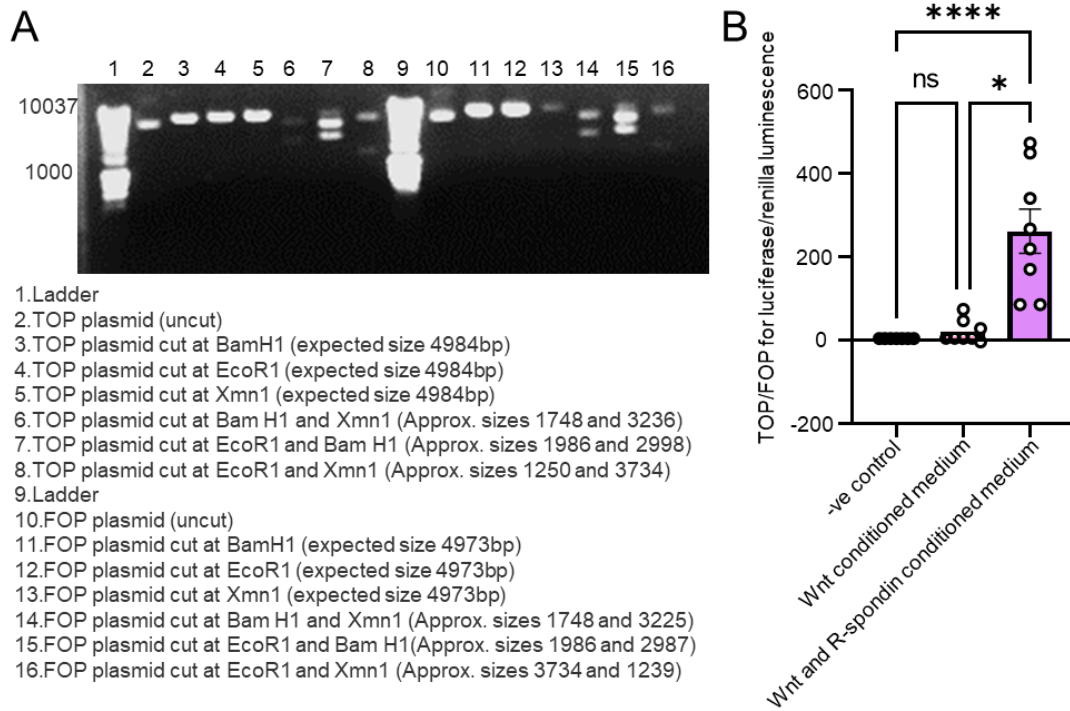 A
1 2 3 4 5 6 7 8 9 10 11 12 13 14 15 16
10037
1000
1.Ladder
2.TOP plasmid (uncut)
3.TOP plasmid cut at BamH1 (expected size 4984bp)
4.TOP plasmid cut at EcoR1 (expected size 4984bp)
5.TOP plasmid cut at Xmn1 (expected size 4984bp)
6.TOP plasmid cut at Bam H1 and Xmn1 (Approx. sizes 1748 and 3236)
7.TOP plasmid cut at EcoR1 and Bam H1 (Approx. sizes 1986 and 2998)
8.TOP plasmid cut at EcoR1 and Xmn1 (Approx. sizes 1250 and 3734)
9.Ladder
10.FOP plasmid (uncut)
11.FOP plasmid cut at BamH1 (expected size 4973bp)
12.FOP plasmid cut at EcoR1 (expected size 4973bp)
13.FOP plasmid cut at Xmn1 (expected size 4973bp)
14.FOP plasmid cut at Bam H1 and Xmn1 (Approx. sizes 1748 and 3225)
15.FOP plasmid cut at EcoR1 and Bam H1(Approx. sizes 1986 and 2987)
16.FOP plasmid cut at EcoR1 and Xmn1 (Approx. sizes 3734 and 1239)
B
****
ns
*
TOP/FOP for luciferase/renilla luminescence
600
400
200
0
-200
-ve control
Wnt conditioned medium
Wnt and R-spondin conditioned medium